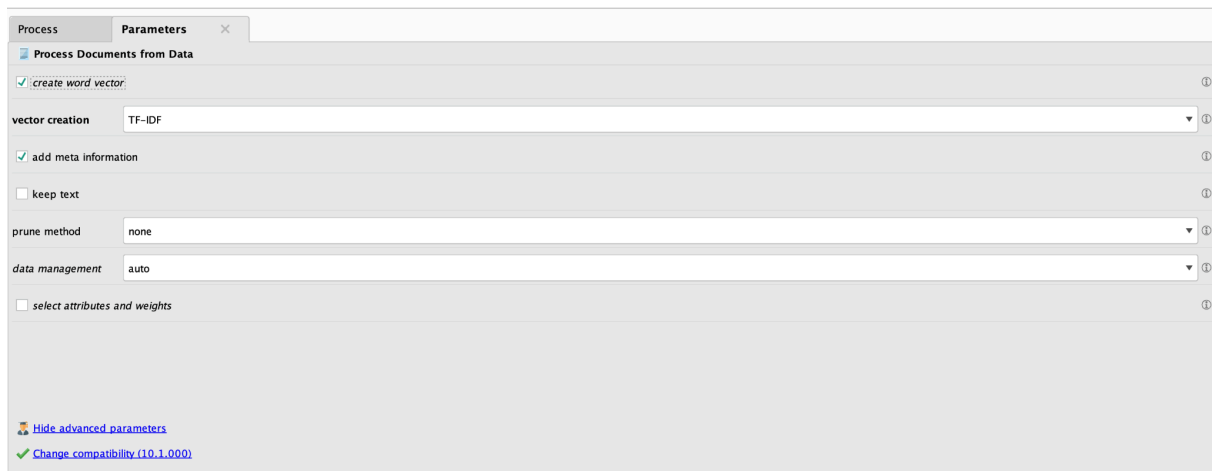 Process Parameters
Process Documents from Data
create word vector
vector creation TF-IDF
add meta information
keep text
prune method none
data management auto
select attributes and weights
Hide advanced parameters
Change compatibility (10.1.000)